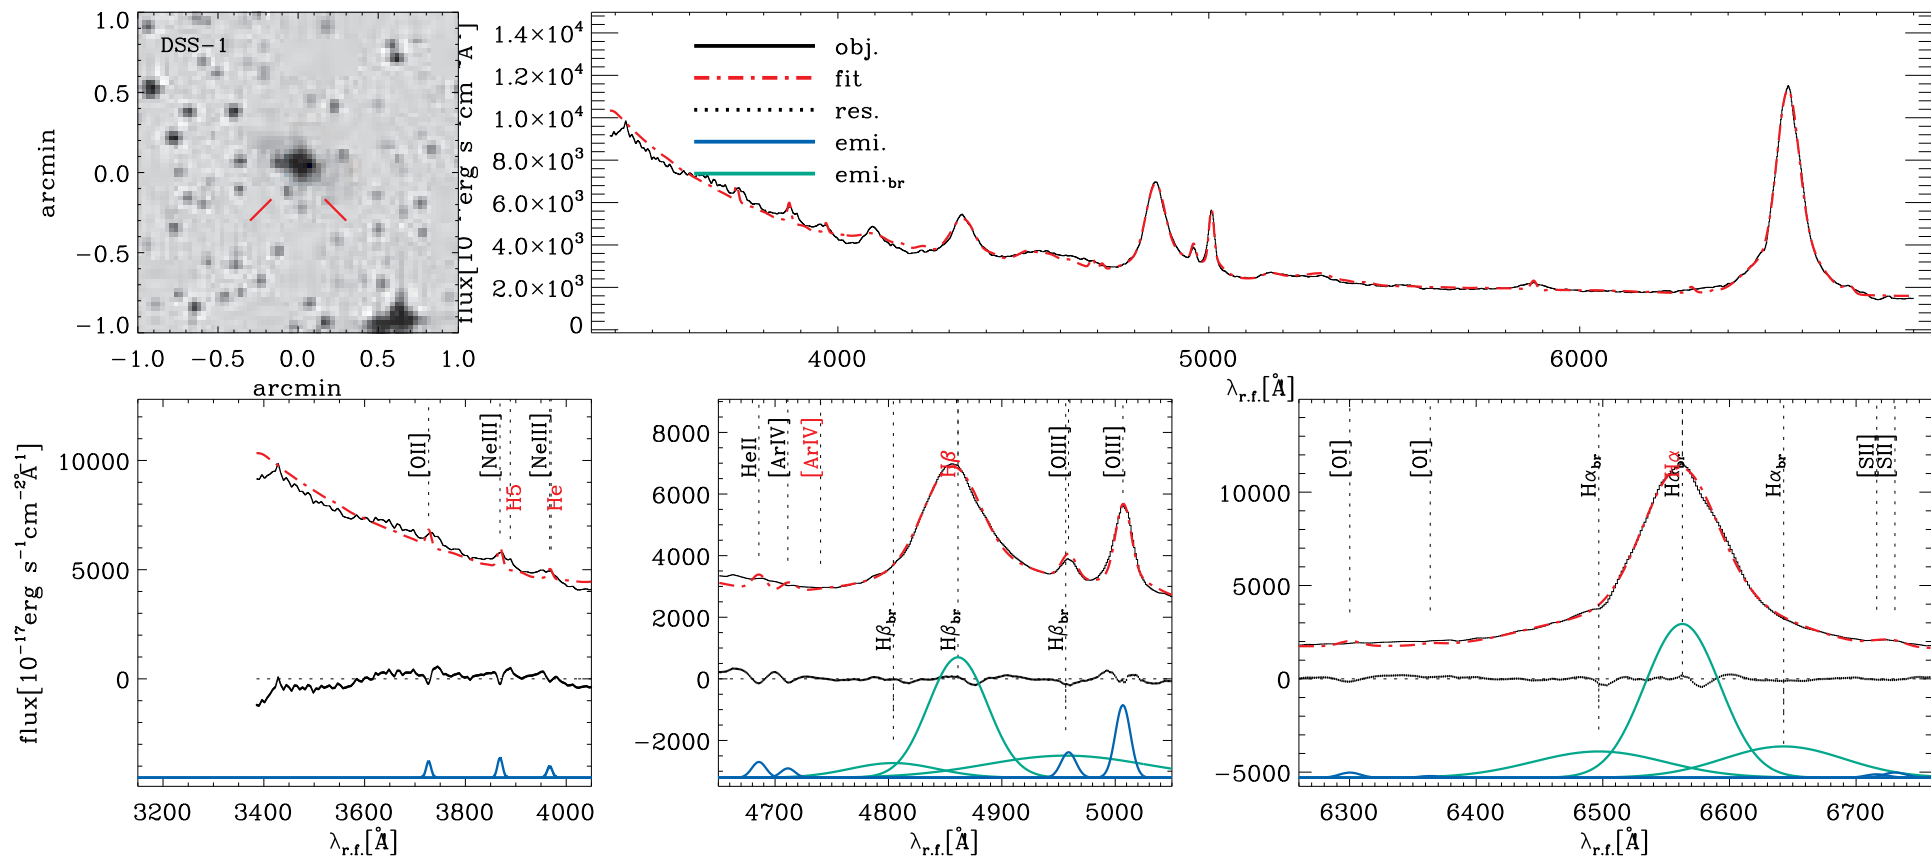 DSS-1
1.0
0.5
0.0
−0.5
−1.0
arcmin
−1.0 −0.5 0.0 0.5 1.0
arcmin
1.4×10⁴
1.2×10⁴
1.0×10⁴
8.0×10³
6.0×10³
4.0×10³
2.0×10³
0
obj.
fit
res.
emi.
emi.br
4000 5000 6000
λr.f.[Å]
flux[10⁻¹⁷erg s⁻¹cm⁻²Å⁻¹]
10000
5000
0
[OII]
[NeIII]
H5
[NeIII]
He
3200 3400 3600 3800 4000
λr.f.[Å]
8000
6000
4000
2000
0
−2000
HeII
[ArIV]
[ArIV]
Hβ
[OIII]
[OIII]
Hβbr
Hβbr
Hβbr
4700 4800 4900 5000
λr.f.[Å]
10000
5000
0
−5000
[OI]
[OI]
Hαbr
Hα
Hαbr
[SII]
[SII]
6300 6400 6500 6600 6700
λr.f.[Å]